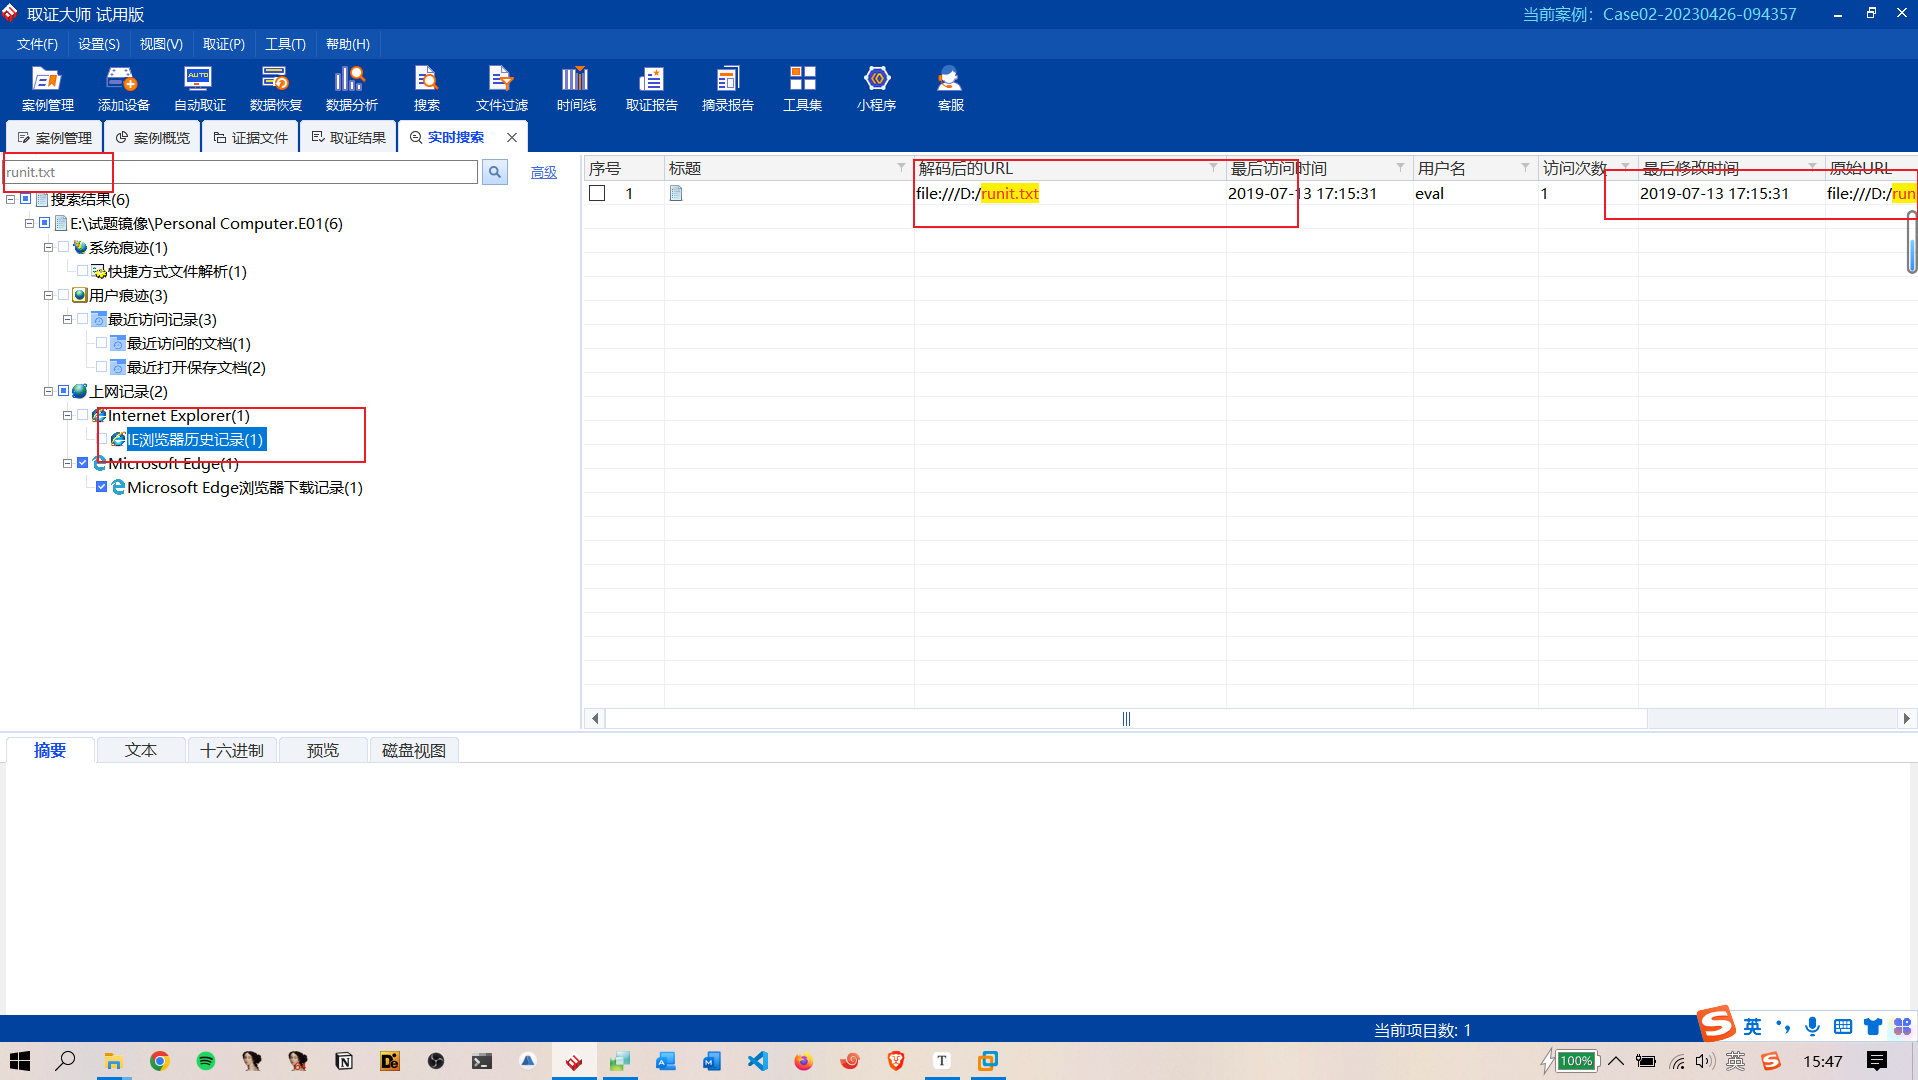 取证大师 试用版
当前案例: Case02-20230426-094357
文件(F) 设置(S) 视图(V) 取证(P) 工具(T) 帮助(H)
案例管理 添加设备 自动取证 数据恢复 数据分析 搜索 文件过滤 时间线 取证报告 摘录报告 工具集 小程序 客服
案例管理 案例概览 证据文件 取证结果 实时搜索
runit.txt 高级
搜索结果(6)
E:\试题镜像\Personal Computer.E01(6)
系统痕迹(1)
快捷方式文件解析(1)
用户痕迹(3)
最近访问记录(3)
最近访问的文档(1)
最近打开保存文档(2)
上网记录(2)
Internet Explorer(1)
IE浏览器历史记录(1)
Microsoft Edge(1)
Microsoft Edge浏览器下载记录(1)
序号 标题 解码后的URL 最后访问时间 用户名 访问次数 最后修改时间 原始URL
1 file:///D:/runit.txt 2019-07-13 17:15:31 eval 1 2019-07-13 17:15:31 file:///D:/run
摘要 文本 十六进制 预览 磁盘视图
当前项目数: 1
英
100% 英 15:47